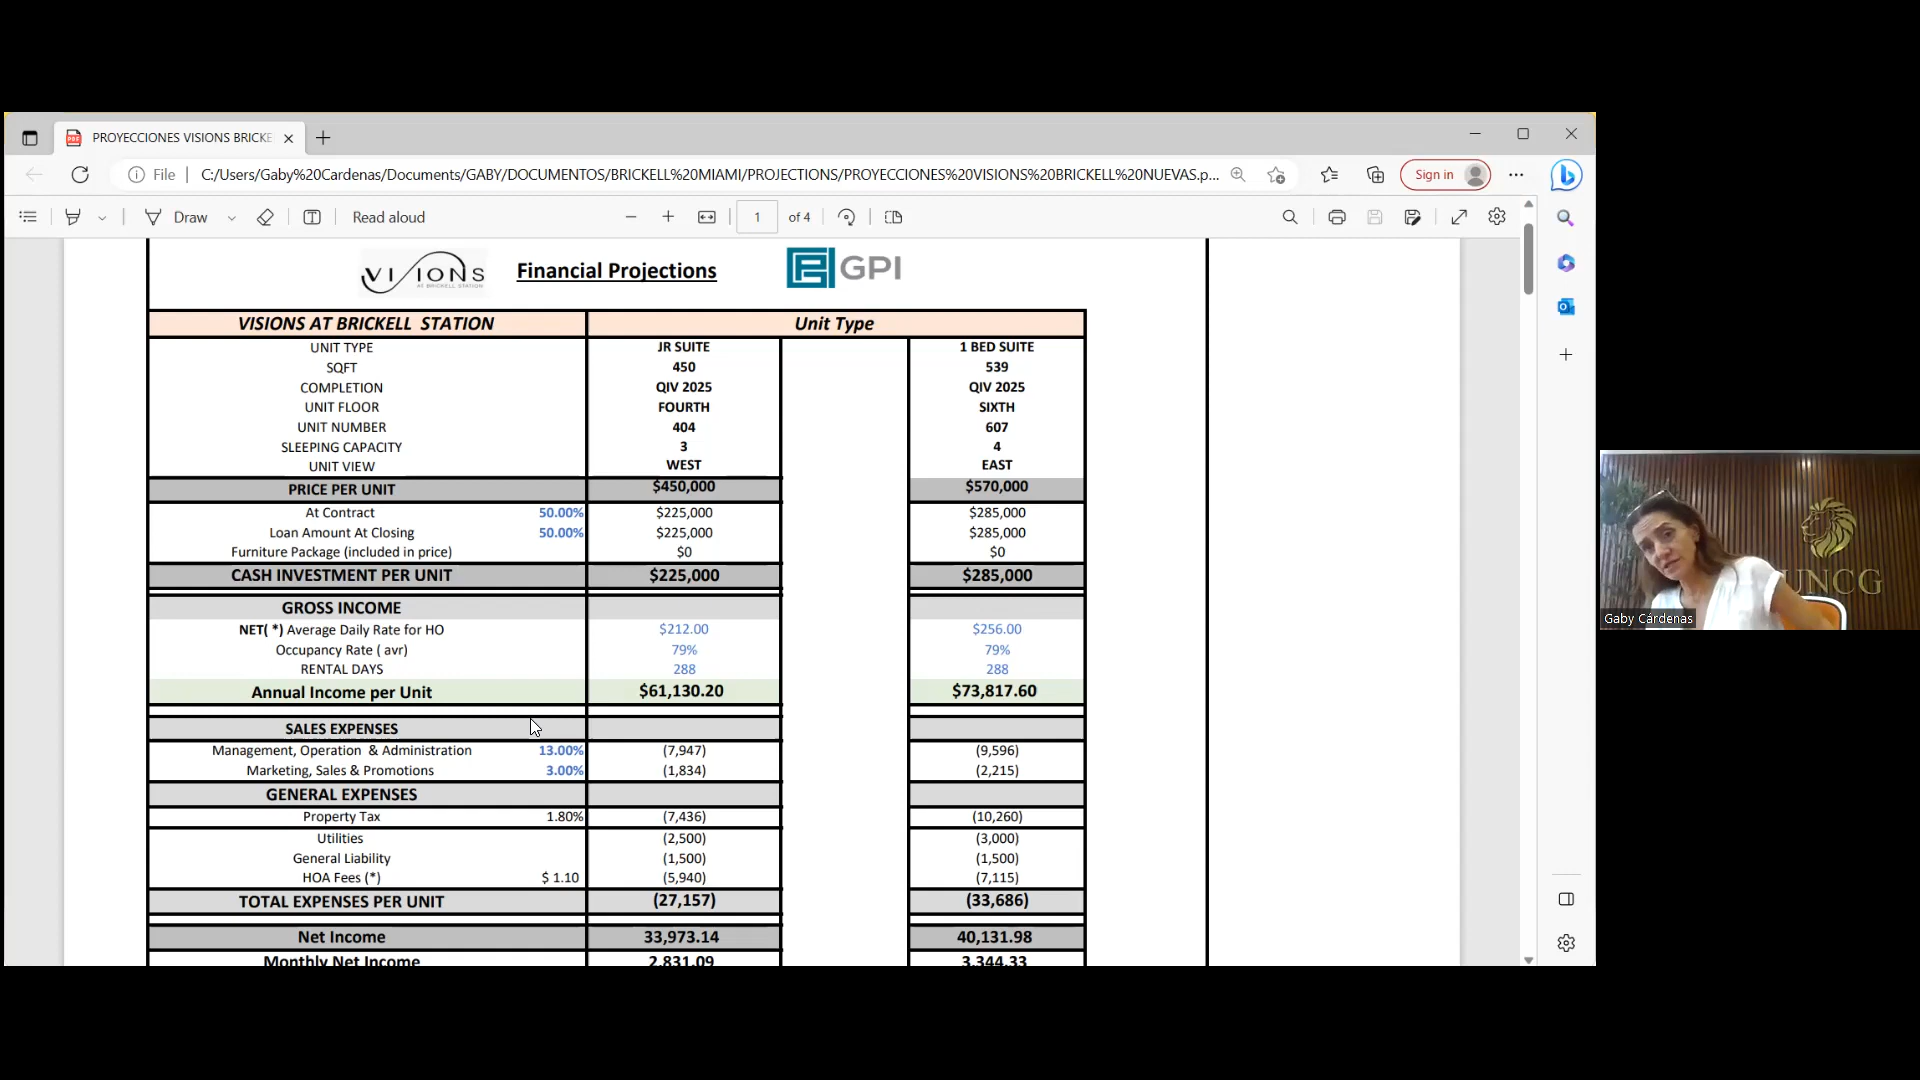 PROYECCIONES VISIONS BRICKE
File C:/Users/Gaby%20Cardenas/Documents/GABY/DOCUMENTOS/BRICKELL%20MIAMI/PROJECTIONS/PROYECCIONES%20VISIONS%20BRICKELL%20NUEVAS.p... Sign in
Draw Read aloud 1 of 4
VISIONS Financial Projections GPI
AT BRICKELL STATION
VISIONS AT BRICKELL STATION Unit Type
UNIT TYPE JR SUITE 1 BED SUITE
SQFT 450 539
COMPLETION QIV 2025 QIV 2025
UNIT FLOOR FOURTH SIXTH
UNIT NUMBER 404 607
SLEEPING CAPACITY 3 4
UNIT VIEW WEST EAST
PRICE PER UNIT $450,000 $570,000
At Contract 50.00% $225,000 $285,000
Loan Amount At Closing 50.00% $225,000 $285,000
Furniture Package (included in price) $0 $0
CASH INVESTMENT PER UNIT $225,000 $285,000
GROSS INCOME
NET( *) Average Daily Rate for HO $212.00 $256.00
Occupancy Rate ( avr) 79% 79%
RENTAL DAYS 288 288
Annual Income per Unit $61,130.20 $73,817.60
SALES EXPENSES
Management, Operation & Administration 13.00% (7,947) (9,596)
Marketing, Sales & Promotions 3.00% (1,834) (2,215)
GENERAL EXPENSES
Property Tax 1.80% (7,436) (10,260)
Utilities (2,500) (3,000)
General Liability (1,500) (1,500)
HOA Fees (*) $ 1.10 (5,940) (7,115)
TOTAL EXPENSES PER UNIT (27,157) (33,686)
Net Income 33,973.14 40,131.98
Monthly Net Income 2,831.09 3,344.33
UNCG
Gaby Cárdenas